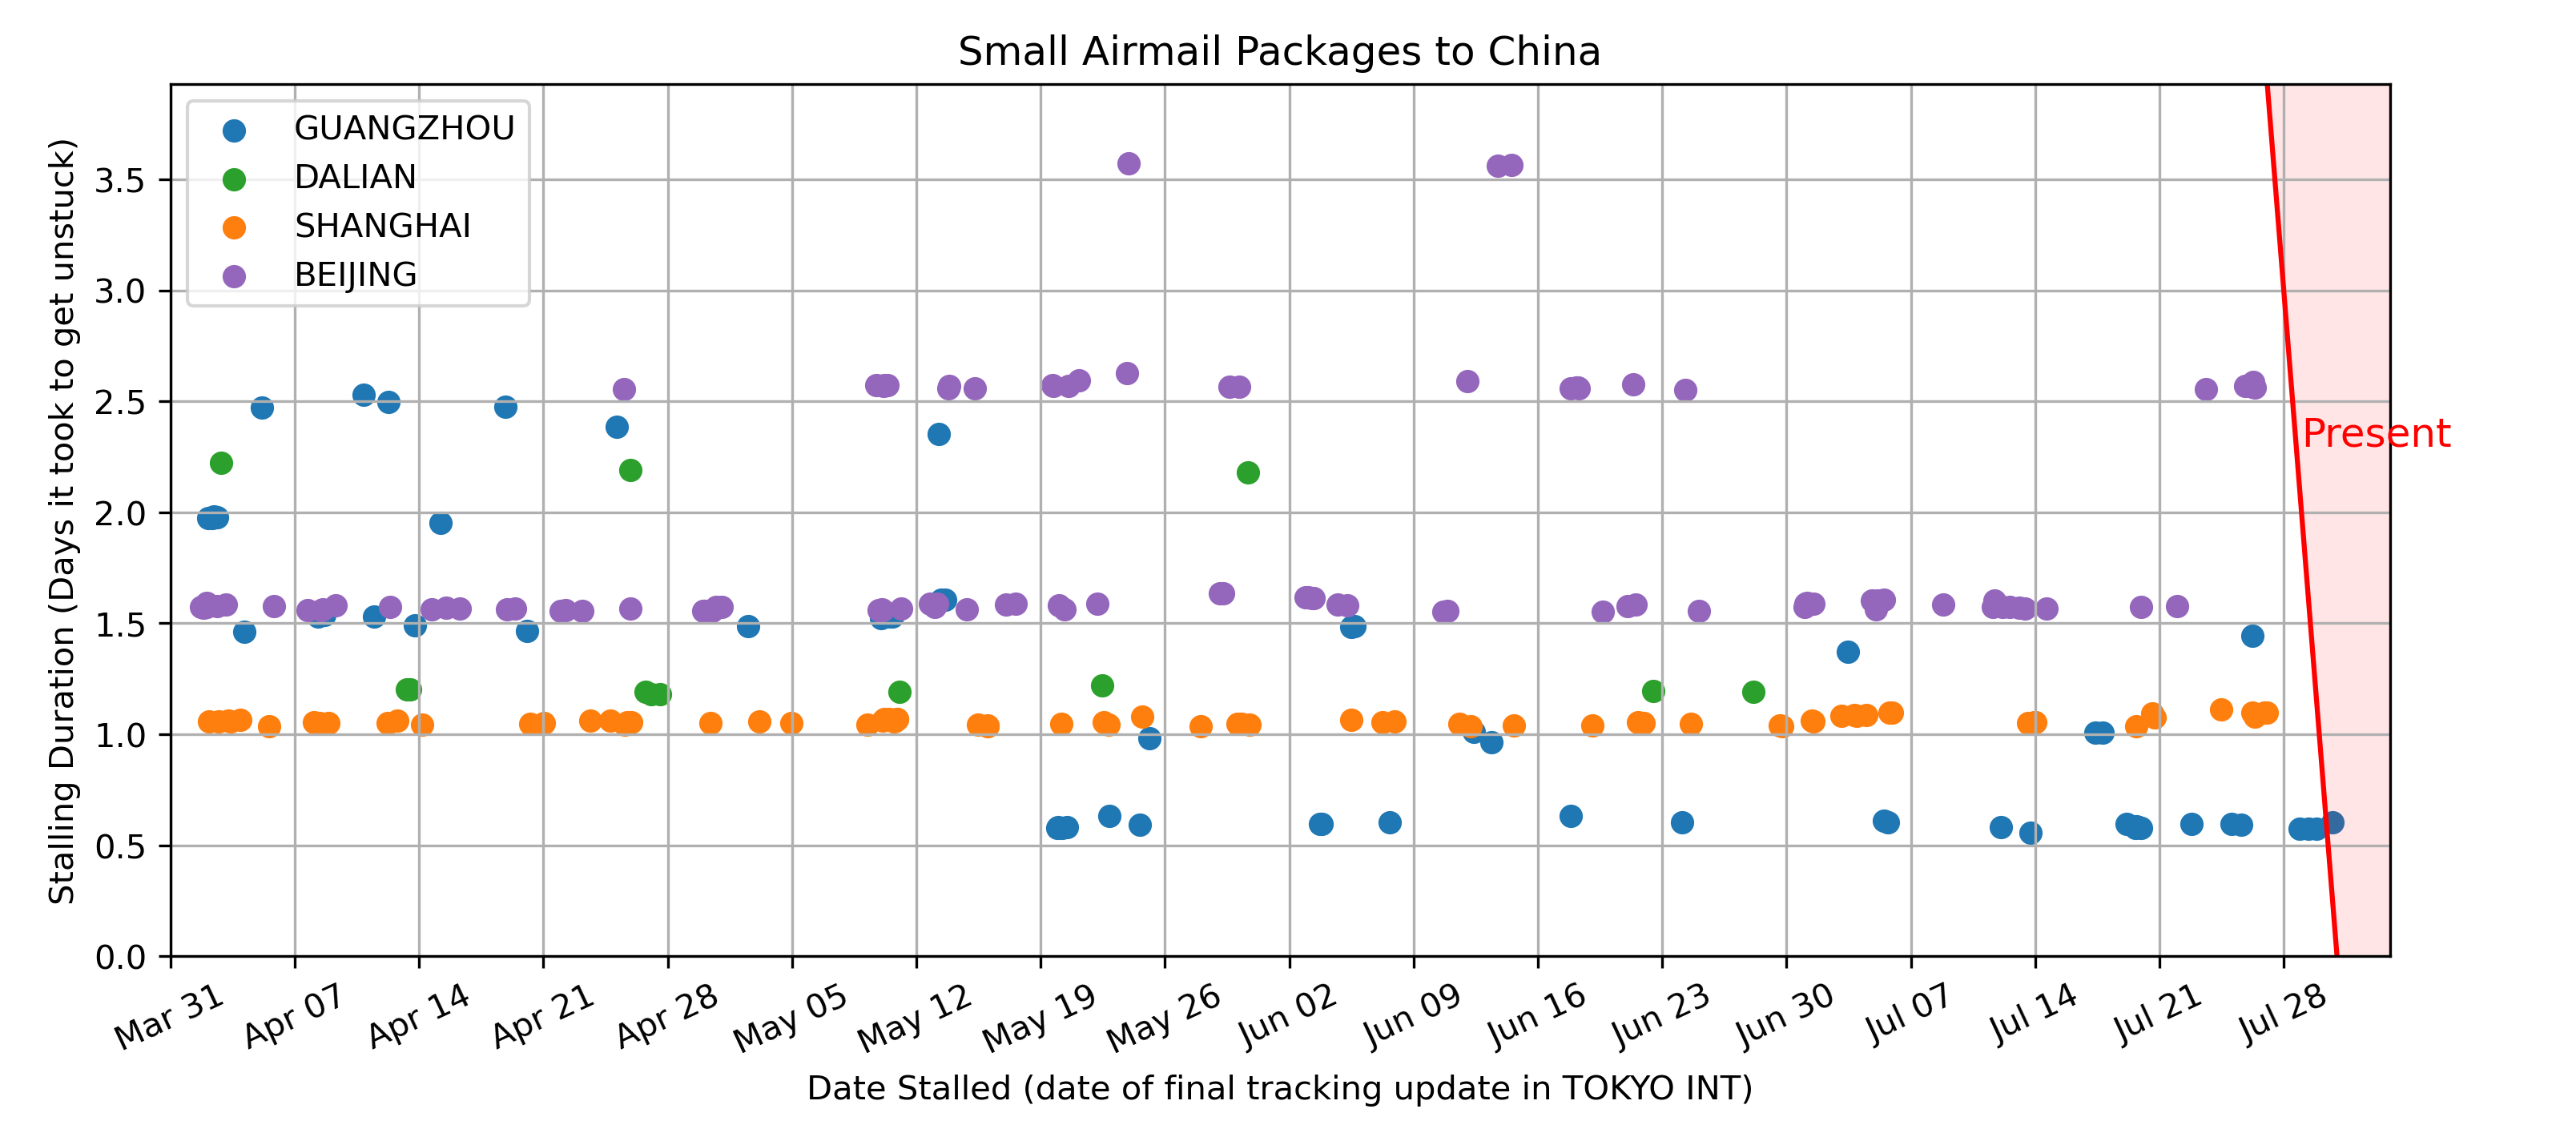 Small Airmail Packages to China
GUANGZHOU
DALIAN
SHANGHAI
BEIJING
Stalling Duration (Days it took to get unstuck)
3.5
3.0
2.5
2.0
1.5
1.0
0.5
0.0
Present
Mar 31
Apr 07
Apr 14
Apr 21
Apr 28
May 05
May 12
May 19
May 26
Jun 02
Jun 09
Jun 16
Jun 23
Jun 30
Jul 07
Jul 14
Jul 21
Jul 28
Date Stalled (date of final tracking update in TOKYO INT)